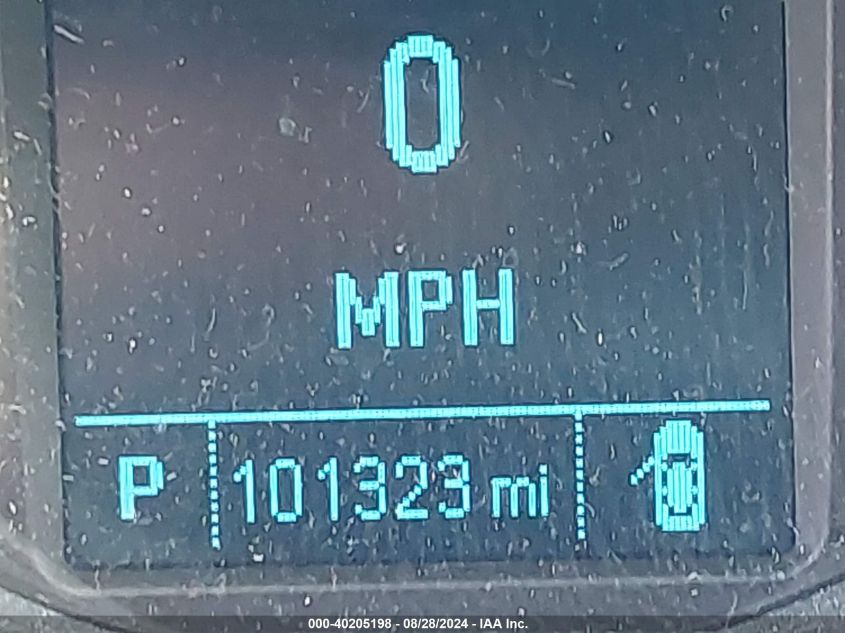 0
MPH
P 101323 mi
000-40205198 - 08/28/2024 - IAA Inc.